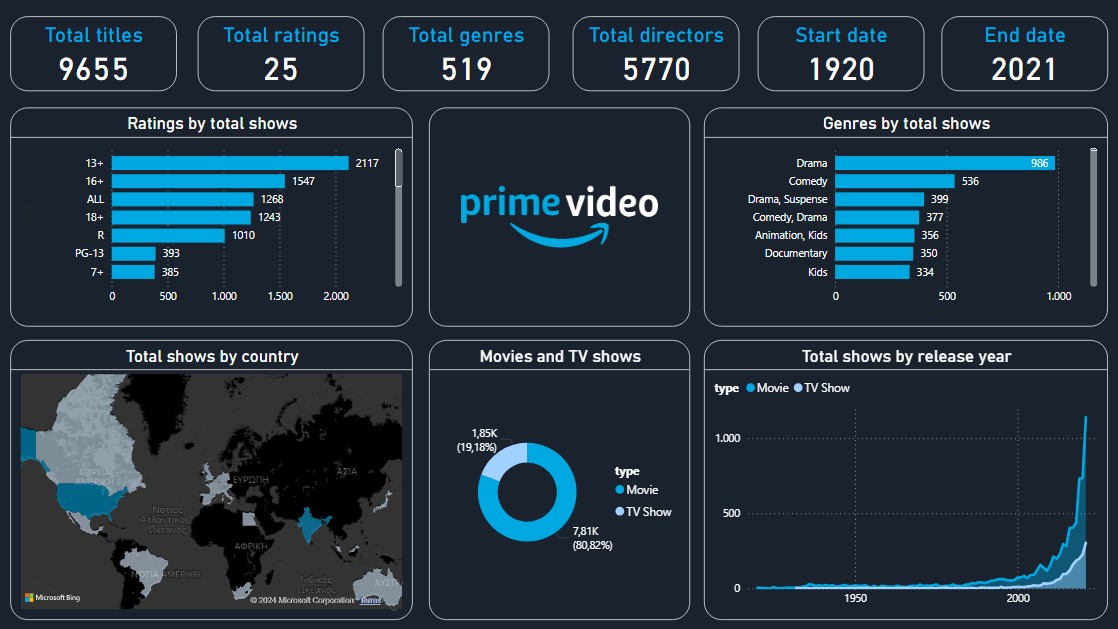 Total titles
9655
Total ratings
25
Total genres
519
Total directors
5770
Start date
1920
End date
2021
Ratings by total shows
13+ 2117
16+ 1547
ALL 1268
18+ 1243
R 1010
PG-13 393
7+ 385
0 500 1.000 1.500 2.000
prime video
Genres by total shows
Drama 986
Comedy 536
Drama, Suspense 399
Comedy, Drama 377
Animation, Kids 356
Documentary 350
Kids 334
0 500 1.000
Total shows by country
ΒΟΡΕΙΑ
ΑΜΕΡΙΚΗ
ΕΥΡΩΠΗ
ΑΣΙΑ
Νότιος
Ατλαντικός
Ωκεανός
ΑΦΡΙΚΗ
ΝΟΤΙΑ ΑΜΕΡΙΚΗ
Ινδικός
Ωκεανός
ΑΥΣΤ
Microsoft Bing
© 2024 Microsoft Corporation Terms
Movies and TV shows
1,85K
(19,18%)
7,81K
(80,82%)
type
Movie
TV Show
Total shows by release year
type Movie TV Show
1.000
500
0
1950 2000